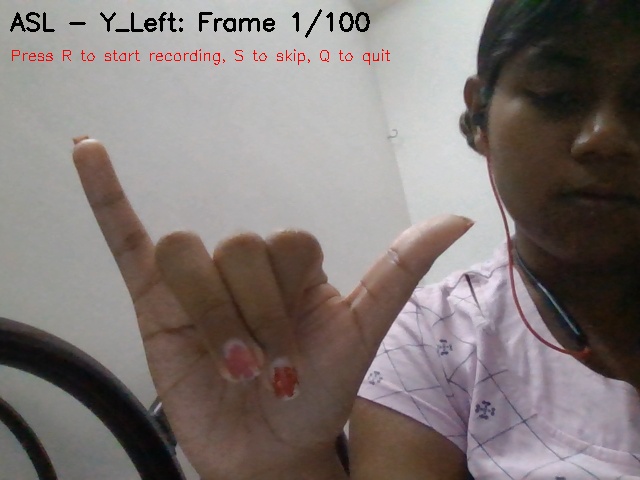 ASL - Y_Left: Frame 1/100
Press R to start recording, S to skip, Q to quit